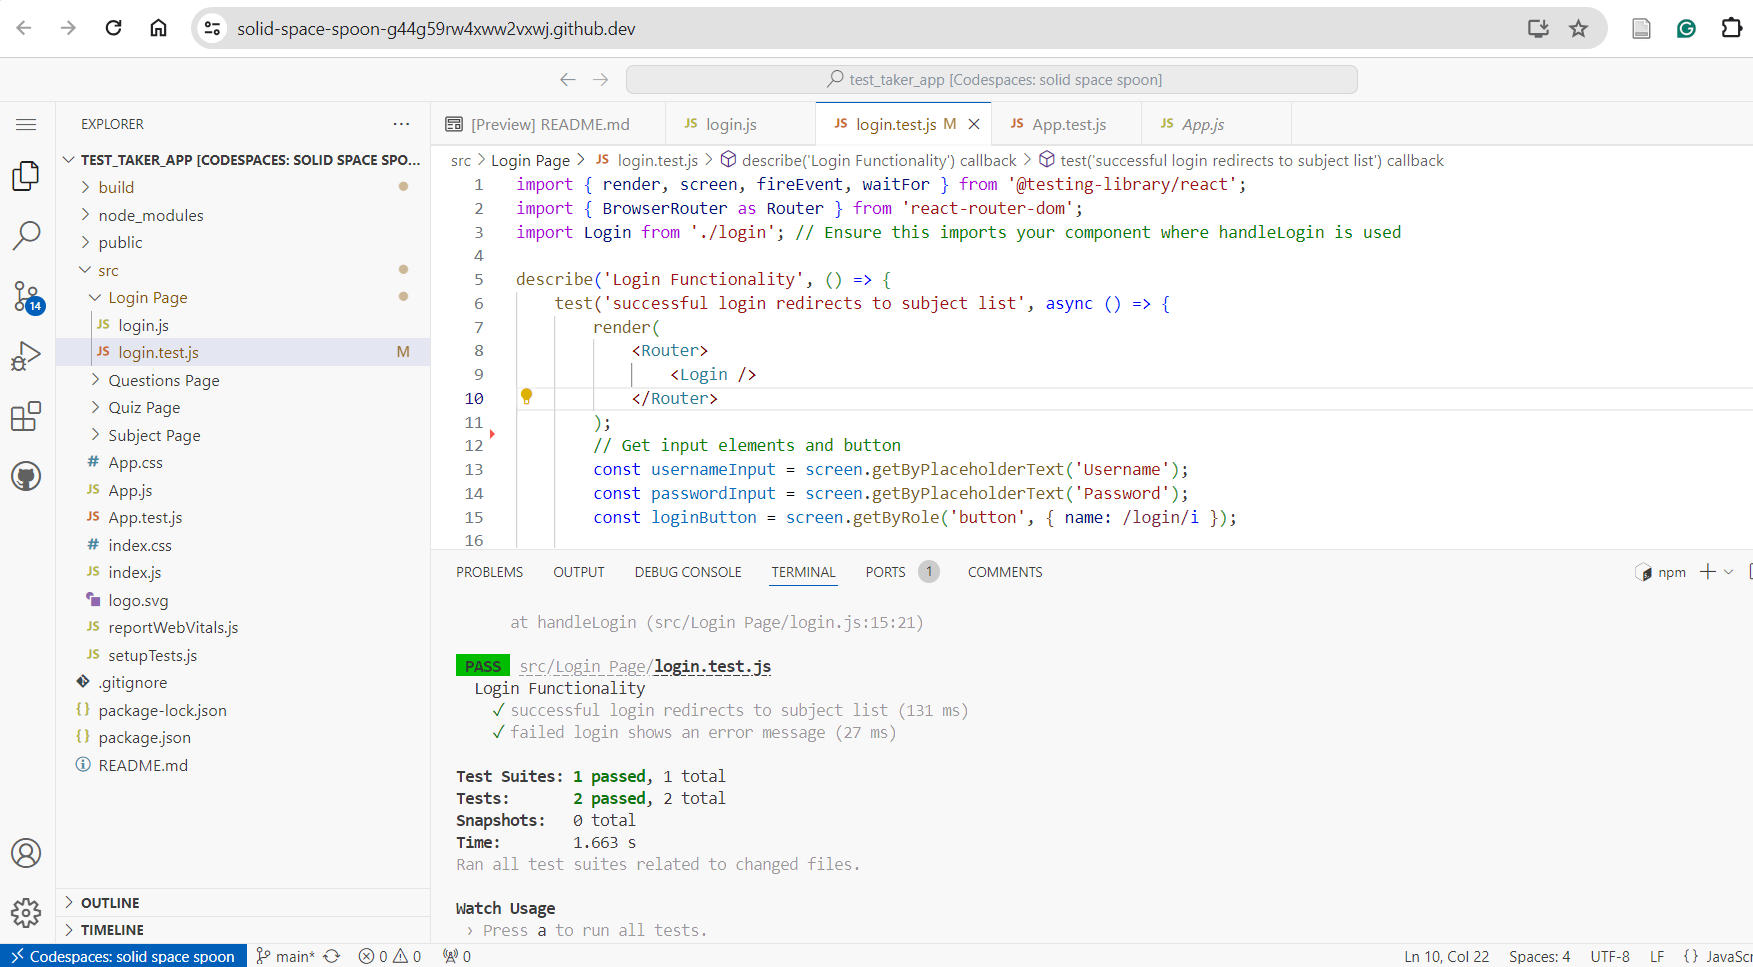 solid-space-spoon-g44g59rw4xww2vxwj.github.dev
test_taker_app [Codespaces: solid space spoon]
EXPLORER
TEST_TAKER_APP [CODESPACES: SOLID SPACE SPO...
build
node_modules
public
src
Login Page
JS login.js
JS login.test.js M
Questions Page
Quiz Page
Subject Page
# App.css
JS App.js
JS App.test.js
# index.css
JS index.js
logo.svg
JS reportWebVitals.js
JS setupTests.js
.gitignore
{} package-lock.json
{} package.json
README.md
OUTLINE
TIMELINE
14
[Preview] README.md
JS login.js
JS login.test.js M
JS App.test.js
JS App.js
src > Login Page > JS login.test.js > describe('Login Functionality') callback > test('successful login redirects to subject list') callback
1 import { render, screen, fireEvent, waitFor } from '@testing-library/react';
2 import { BrowserRouter as Router } from 'react-router-dom';
3 import Login from './login'; // Ensure this imports your component where handleLogin is used
4
5 describe('Login Functionality', () => {
6 test('successful login redirects to subject list', async () => {
7 render(
8 <Router>
9 <Login />
10 </Router>
11 );
12 // Get input elements and button
13 const usernameInput = screen.getByPlaceholderText('Username');
14 const passwordInput = screen.getByPlaceholderText('Password');
15 const loginButton = screen.getByRole('button', { name: /login/i });
16
PROBLEMS OUTPUT DEBUG CONSOLE TERMINAL PORTS 1 COMMENTS
npm
at handleLogin (src/Login Page/login.js:15:21)
PASS src/Login Page/login.test.js
Login Functionality
✓ successful login redirects to subject list (131 ms)
✓ failed login shows an error message (27 ms)
Test Suites: 1 passed, 1 total
Tests: 2 passed, 2 total
Snapshots: 0 total
Time: 1.663 s
Ran all test suites related to changed files.
Watch Usage
› Press a to run all tests.
Codespaces: solid space spoon
main*
0 0
0
Ln 10, Col 22
Spaces: 4
UTF-8
LF
{} JavaScr